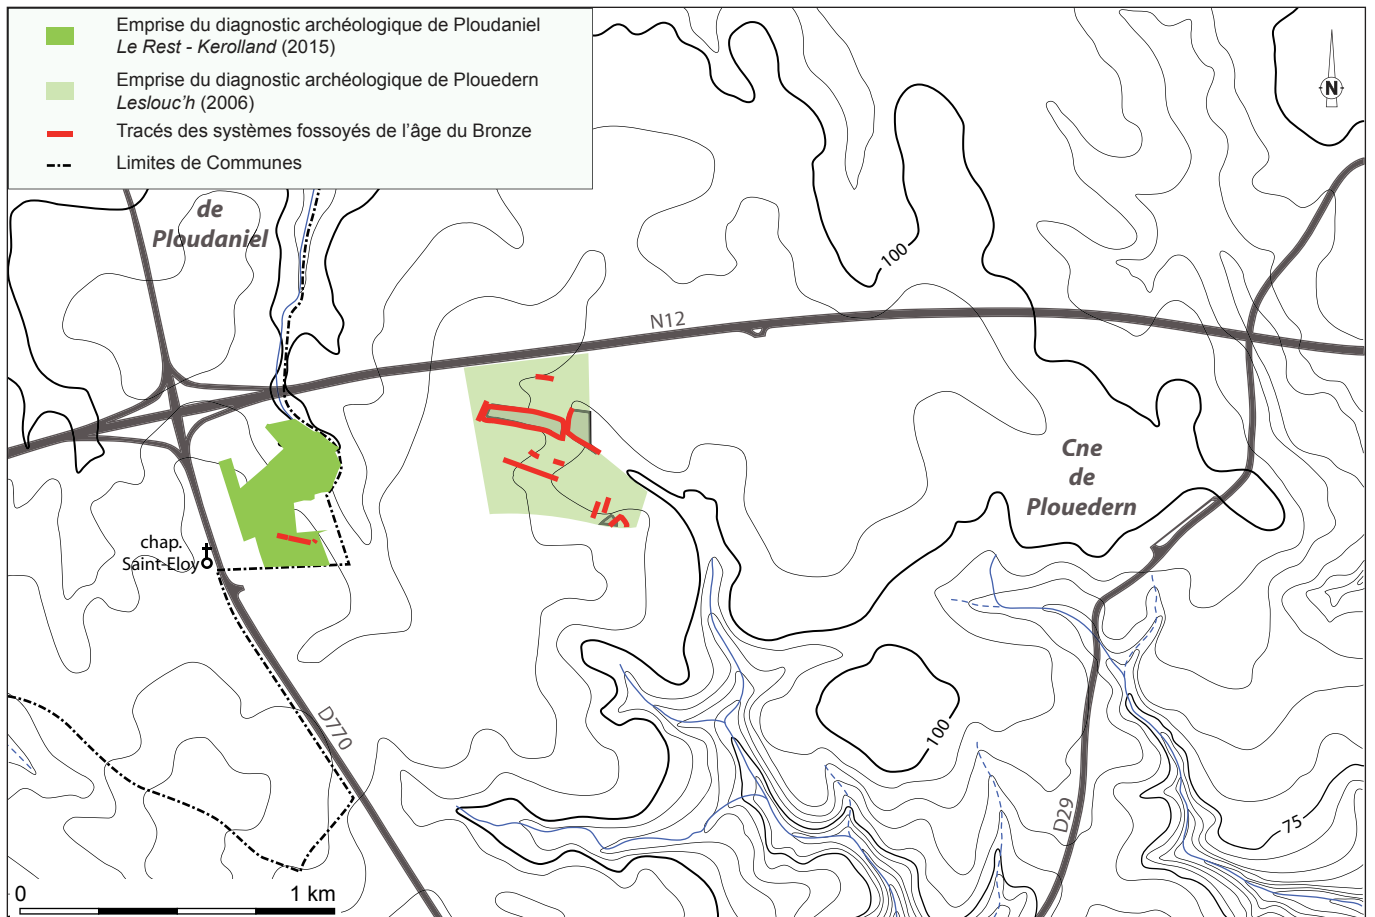 Emprise du diagnostic archéologique de Ploudaniel
Le Rest - Kerolland (2015)
Emprise du diagnostic archéologique de Plouedern
Leslouc'h (2006)
Tracés des systèmes fossoyés de l'âge du Bronze
Limites de Communes
N
de
Ploudaniel
100
N12
Cne
de
Plouedern
chap.
Saint-Eloy
D770
100
D29
75
0
1 km